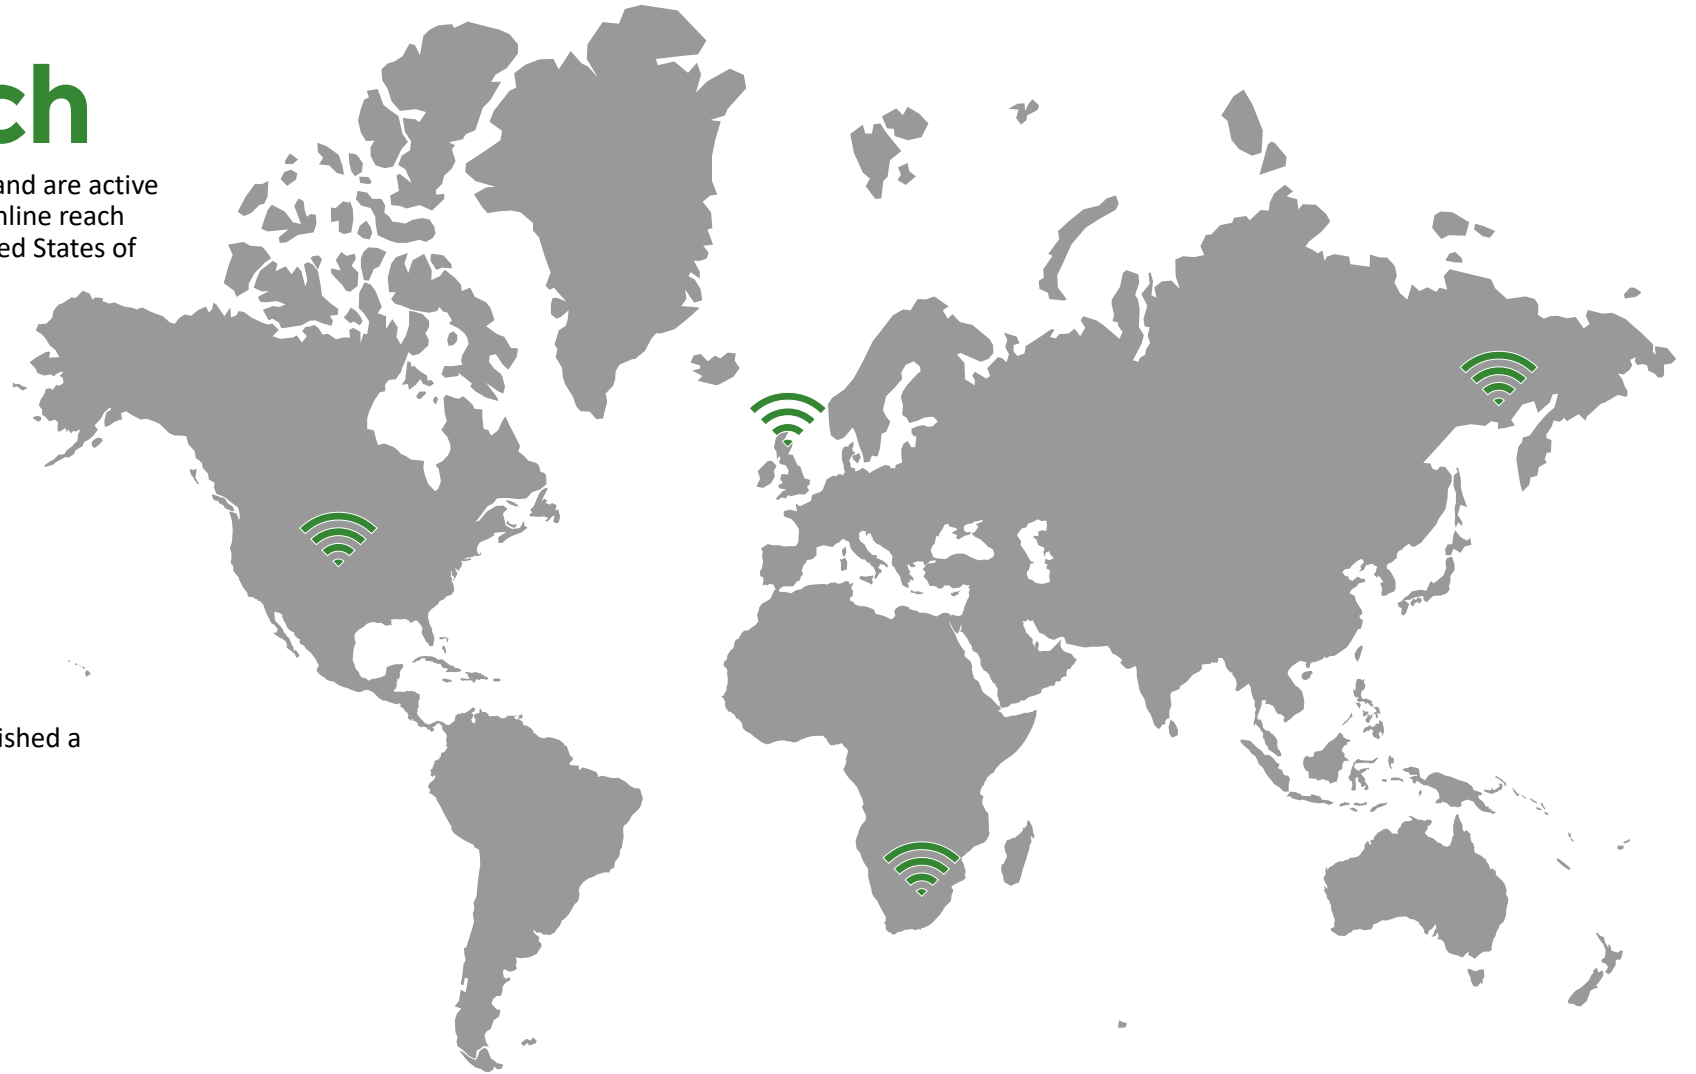 ch
and are active
nline reach
ed States of
ished a